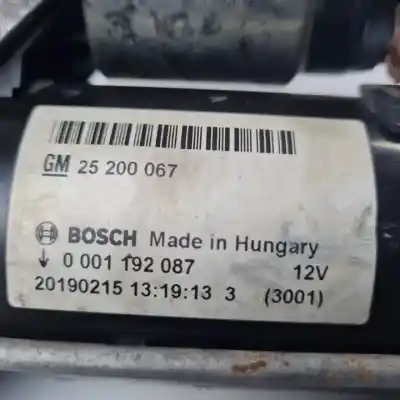 GM 25 200 067
BOSCH Made in Hungary
0 001 192 087 12V
20190215 13:19:13 3 (3001)